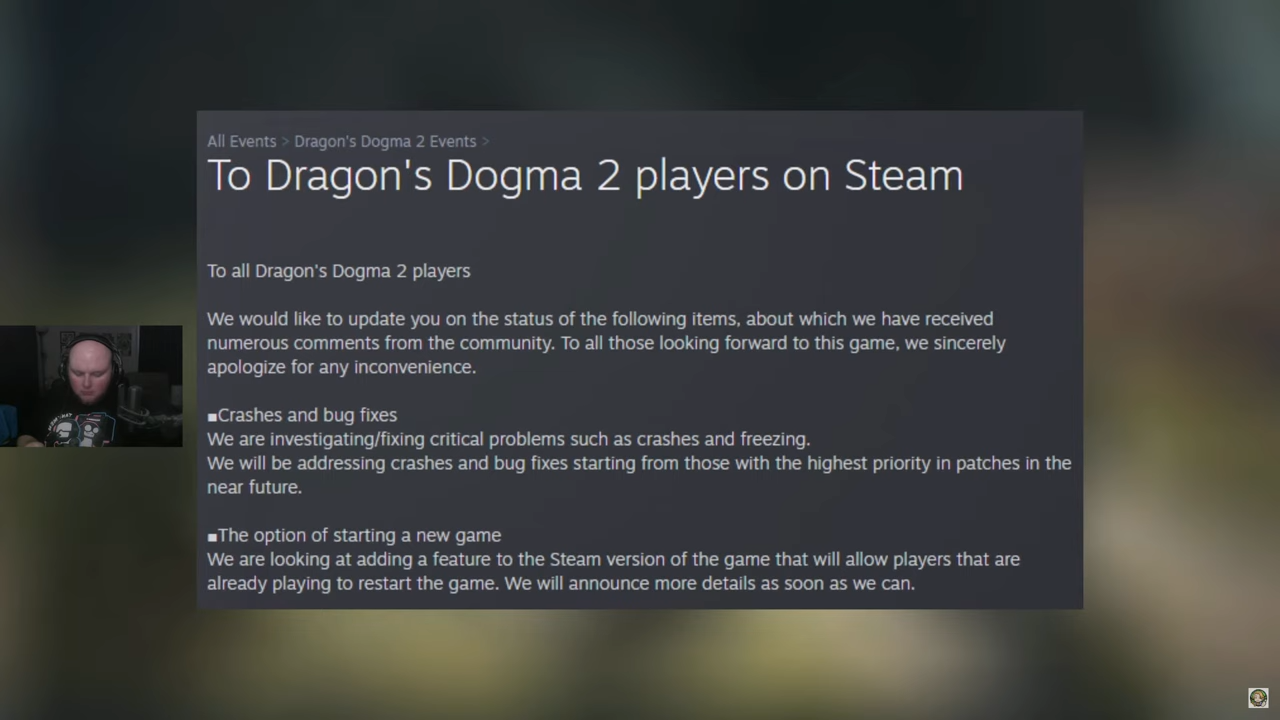 All Events > Dragon's Dogma 2 Events >
To Dragon's Dogma 2 players on Steam
To all Dragon's Dogma 2 players
We would like to update you on the status of the following items, about which we have received
numerous comments from the community. To all those looking forward to this game, we sincerely
apologize for any inconvenience.
■Crashes and bug fixes
We are investigating/fixing critical problems such as crashes and freezing.
We will be addressing crashes and bug fixes starting from those with the highest priority in patches in the
near future.
■The option of starting a new game
We are looking at adding a feature to the Steam version of the game that will allow players that are
already playing to restart the game. We will announce more details as soon as we can.